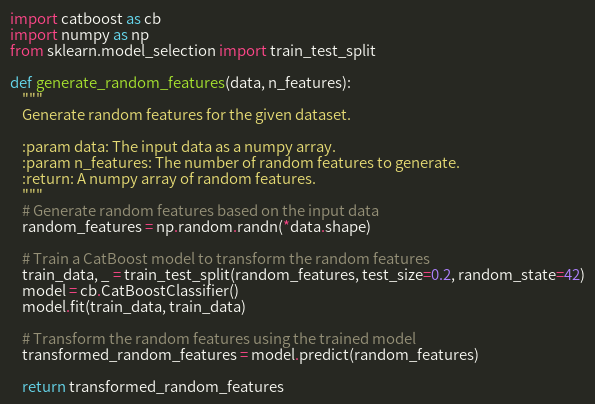 import catboost as cb
import numpy as np
from sklearn.model_selection import train_test_split
def generate_random_features(data, n_features):
"""
Generate random features for the given dataset.
:param data: The input data as a numpy array.
:param n_features: The number of random features to generate.
:return: A numpy array of random features.
"""
# Generate random features based on the input data
random_features = np.random.randn(*data.shape)
# Train a CatBoost model to transform the random features
train_data, _ = train_test_split(random_features, test_size=0.2, random_state=42)
model = cb.CatBoostClassifier()
model.fit(train_data, train_data)
# Transform the random features using the trained model
transformed_random_features = model.predict(random_features)
return transformed_random_features